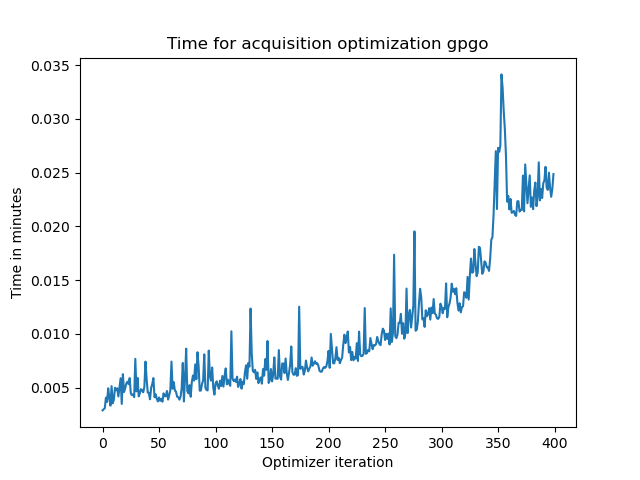 Time for acquisition optimization gpgo
0.035
0.030
0.025
0.020
0.015
0.010
0.005
Time in minutes
0 50 100 150 200 250 300 350 400
Optimizer iteration